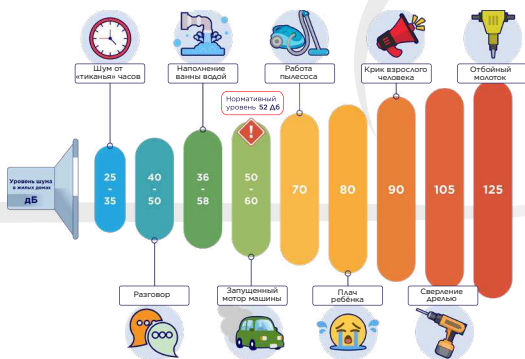 Шум от
«тиканья» часов
Наполнение
ванны водой
Работа
пылесоса
Крик взрослого
человека
Отбойный
молоток
Нормативный
уровень 52 Дб
Уровень шума
в жилых домах
дБ
25
-
35
40
-
50
36
-
58
50
-
60
70
80
90
105
125
Разговор
Запущенный
мотор машины
Плач
ребёнка
Сверление
дрелью